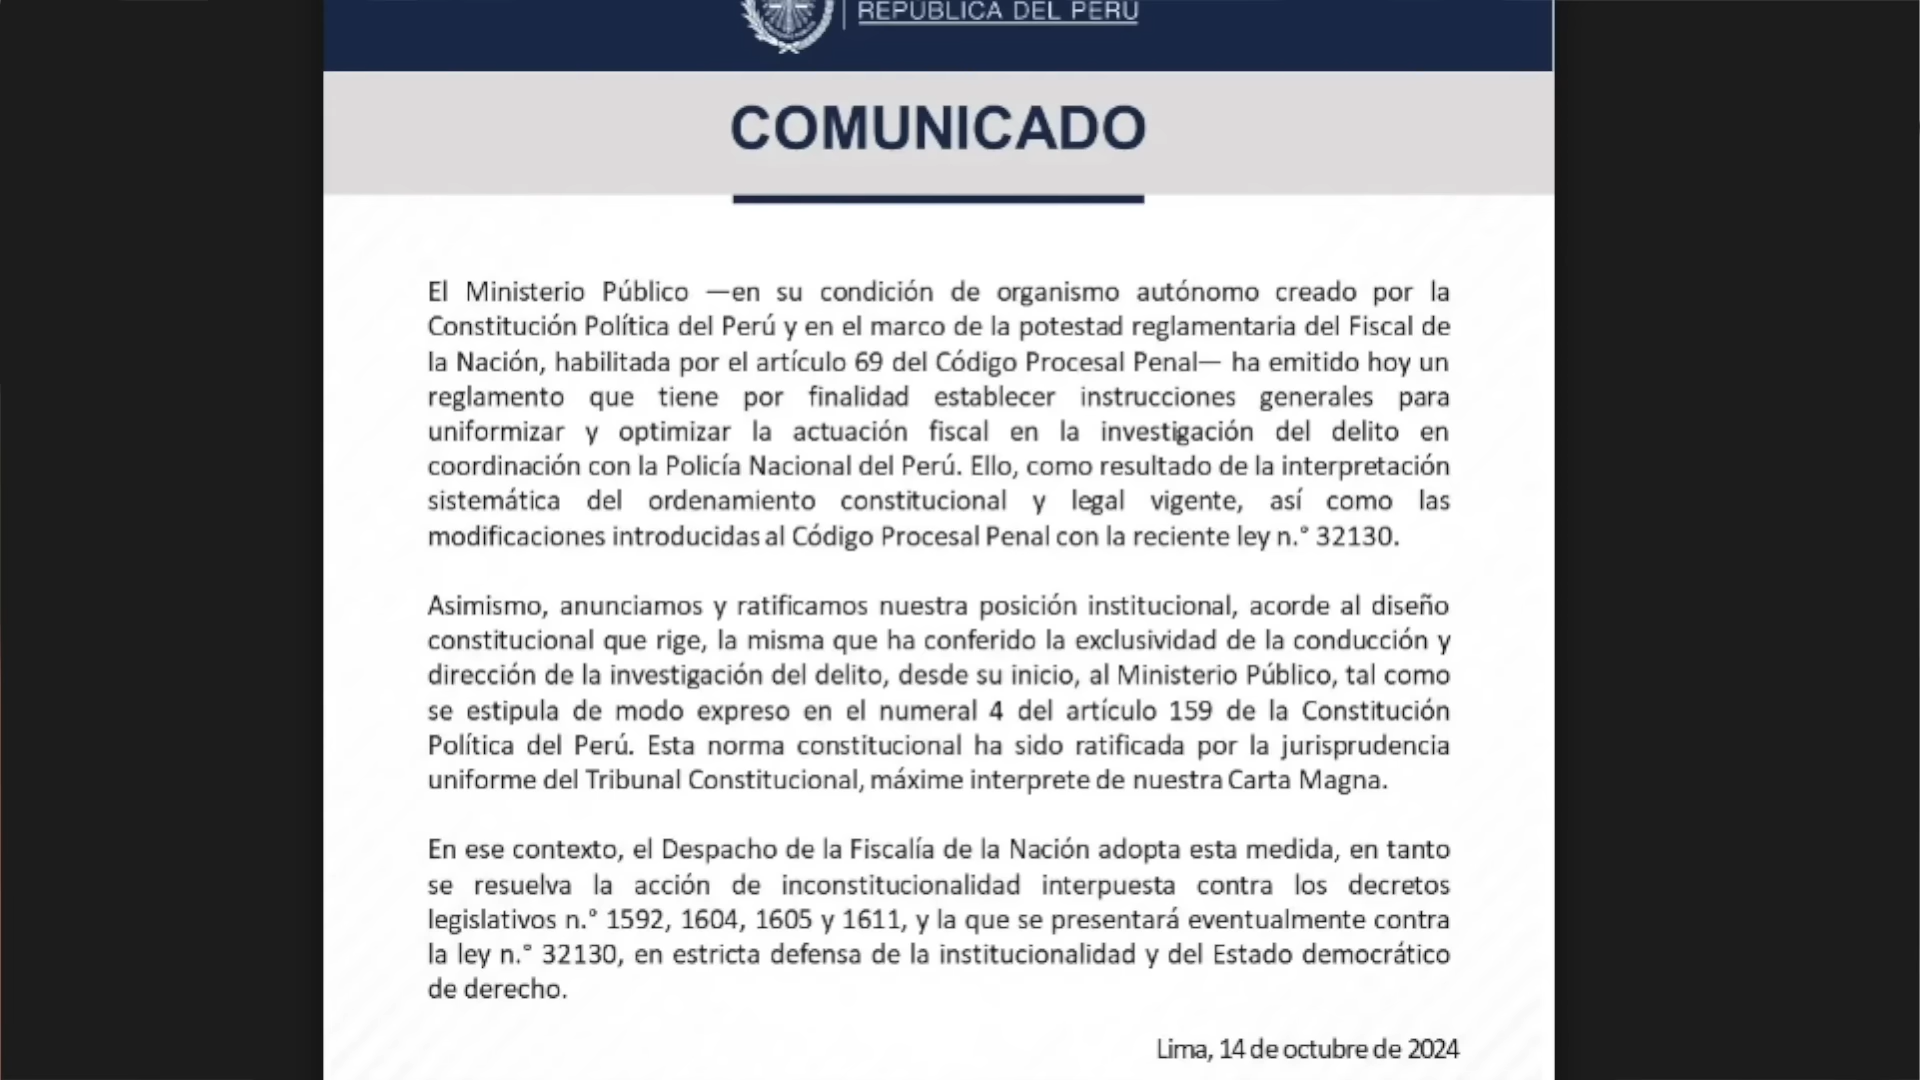 REPÚBLICA DEL PERÚ
COMUNICADO
El Ministerio Público —en su condición de organismo autónomo creado por la
Constitución Política del Perú y en el marco de la potestad reglamentaria del Fiscal de
la Nación, habilitada por el artículo 69 del Código Procesal Penal— ha emitido hoy un
reglamento que tiene por finalidad establecer instrucciones generales para
uniformizar y optimizar la actuación fiscal en la investigación del delito en
coordinación con la Policía Nacional del Perú. Ello, como resultado de la interpretación
sistemática del ordenamiento constitucional y legal vigente, así como las
modificaciones introducidas al Código Procesal Penal con la reciente ley n.° 32130.
Asimismo, anunciamos y ratificamos nuestra posición institucional, acorde al diseño
constitucional que rige, la misma que ha conferido la exclusividad de la conducción y
dirección de la investigación del delito, desde su inicio, al Ministerio Público, tal como
se estipula de modo expreso en el numeral 4 del artículo 159 de la Constitución
Política del Perú. Esta norma constitucional ha sido ratificada por la jurisprudencia
uniforme del Tribunal Constitucional, máxime interprete de nuestra Carta Magna.
En ese contexto, el Despacho de la Fiscalía de la Nación adopta esta medida, en tanto
se resuelva la acción de inconstitucionalidad interpuesta contra los decretos
legislativos n.° 1592, 1604, 1605 y 1611, y la que se presentará eventualmente contra
la ley n.° 32130, en estricta defensa de la institucionalidad y del Estado democrático
de derecho.
Lima, 14 de octubre de 2024